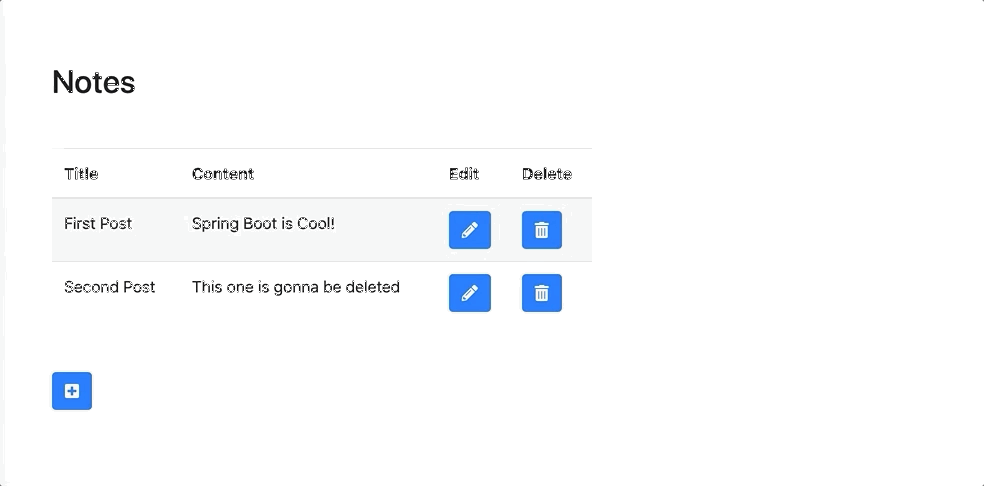 Notes
Title Content Edit Delete
First Post Spring Boot is Cool!
Second Post This one is gonna be deleted